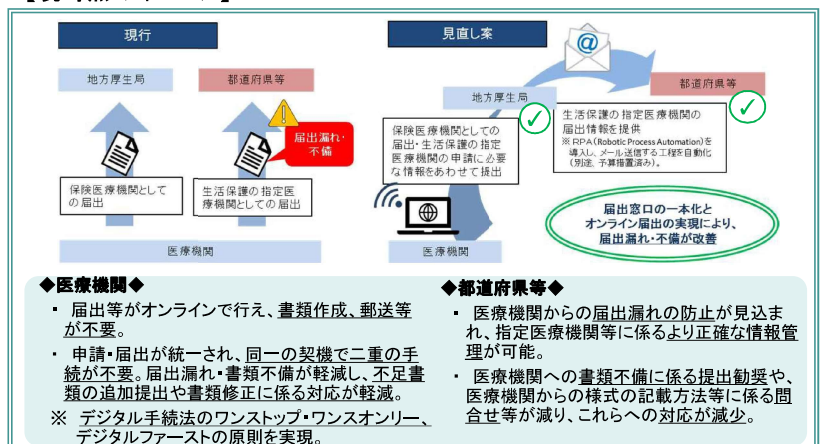 現行
地方厚生局
都道府県等
届出漏れ・
不備
保険医療機関として
の届出
生活保護の指定医
療機関としての届出
医療機関
見直し案
@
地方厚生局
都道府県等
保険医療機関としての
届出・生活保護の指定
医療機関の申請に必要
な情報をあわせて提出
生活保護の指定医療機関の
届出情報を提供
※RPA(Robotic Process Automation)を
導入し、メール送信する工程を自動化
(別途、予算措置済み)。
医療機関
届出窓口の一本化と
オンライン届出の実現により、
届出漏れ・不備が改善
◆医療機関◆
・ 届出等がオンラインで行え、書類作成、郵送等
が不要。
・ 申請・届出が統一され、同一の契機で二重の手
続が不要。届出漏れ・書類不備が軽減し、不足書
類の追加提出や書類修正に係る対応が軽減。
※ デジタル手続法のワンストップ・ワンスオンリー、
デジタルファーストの原則を実現。
◆都道府県等◆
・ 医療機関からの届出漏れの防止が見込ま
れ、指定医療機関等に係るより正確な情報管
理が可能。
・ 医療機関への書類不備に係る提出勧奨や、
医療機関からの様式の記載方法等に係る問
合せ等が減り、これらへの対応が減少。